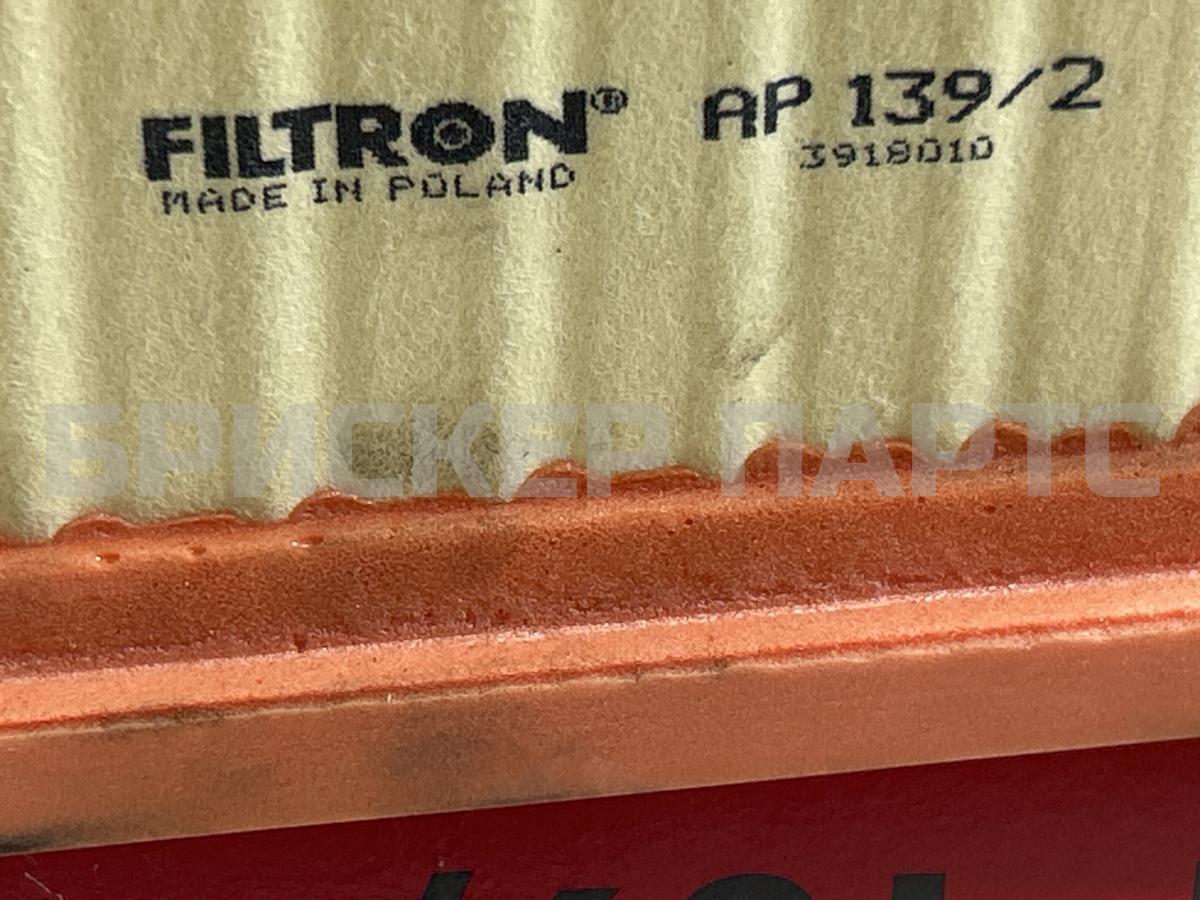 FILTRON® AP 139/2
MADE IN POLAND 3918010
БРИСКЕР ПАРТС